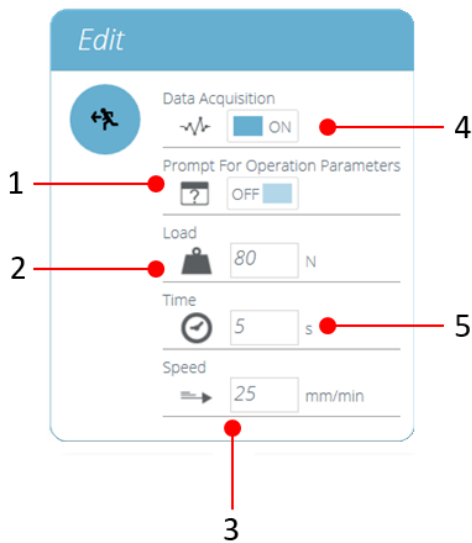 Edit
Data Acquisition
ON
4
Prompt For Operation Parameters
1
?
OFF
Load
2
80 N
Time
5 s
5
Speed
25 mm/min
3